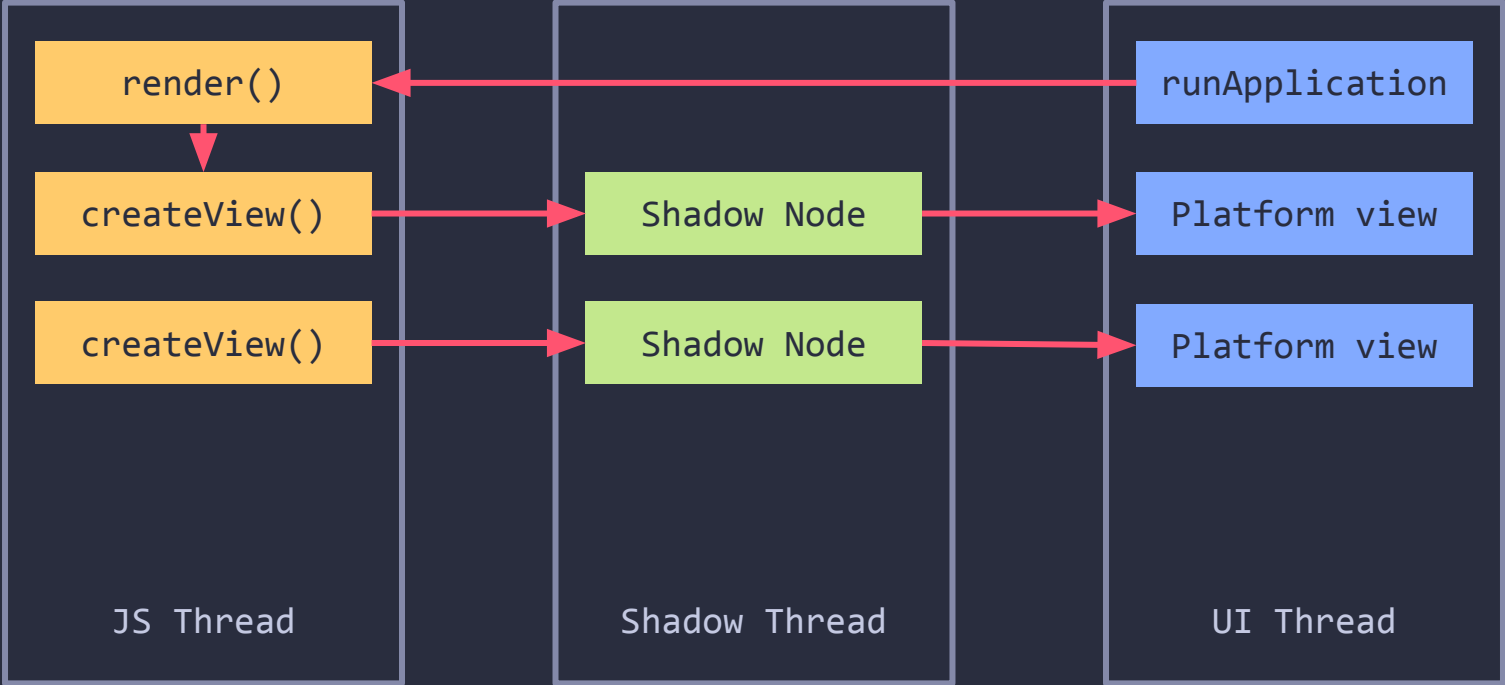 render()
runApplication
createView()
Shadow Node
Platform view
createView()
Shadow Node
Platform view
JS Thread
Shadow Thread
UI Thread